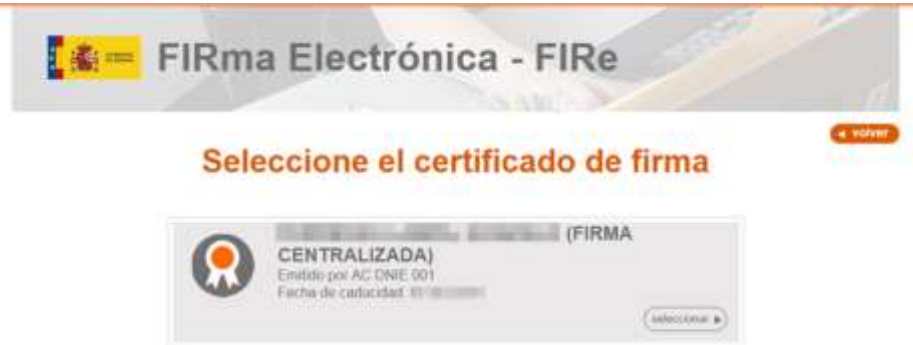 FIRma Electrónica - FIRe
volver
Seleccione el certificado de firma
(FIRMA
CENTRALIZADA)
Emitido por AC DNIE 001
Fecha de caducidad:
seleccionar